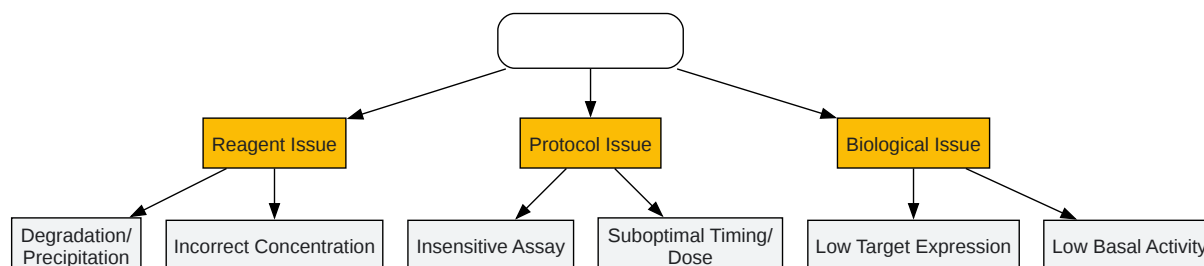 Reagent Issue
Protocol Issue
Biological Issue
Degradation/
Precipitation
Incorrect Concentration
Insensitive Assay
Suboptimal Timing/
Dose
Low Target Expression
Low Basal Activity